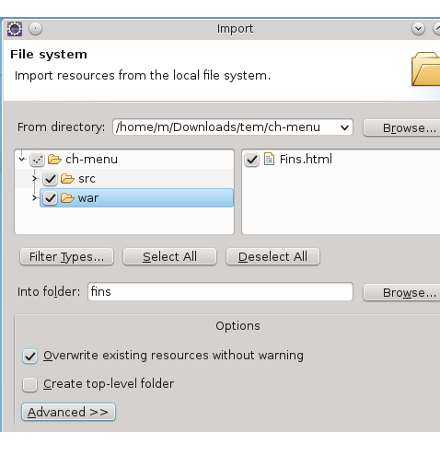 Import
File system
Import resources from the local file system.
From directory: /home/m/Downloads/tem/ch-menu Browse...
ch-menu Fins.html
src
war
Filter Types... Select All Deselect All
Into folder: fins Browse...
Options
Overwrite existing resources without warning
Create top-level folder
Advanced >>